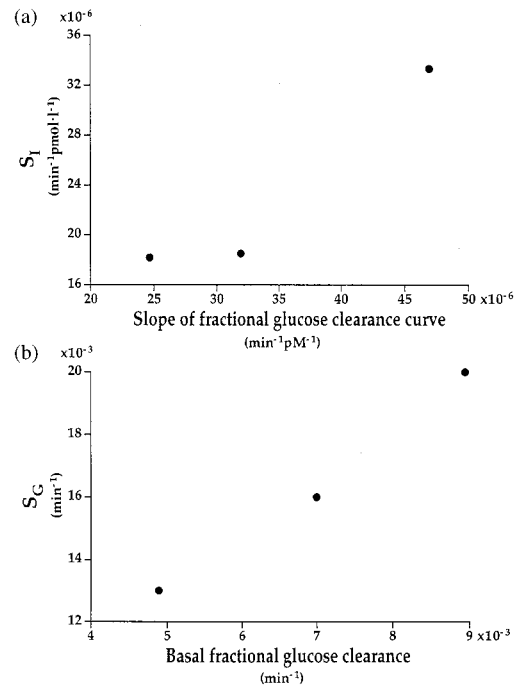 (a)
x10⁻⁶
36
32
28
24
20
16
S_I
(min⁻¹pmol·l⁻¹)
20 25 30 35 40 45 50 x10⁻⁶
Slope of fractional glucose clearance curve
(min⁻¹pM⁻¹)
(b)
x10⁻³
20
18
16
14
12
S_G
(min⁻¹)
4 5 6 7 8 9 x10⁻³
Basal fractional glucose clearance
(min⁻¹)